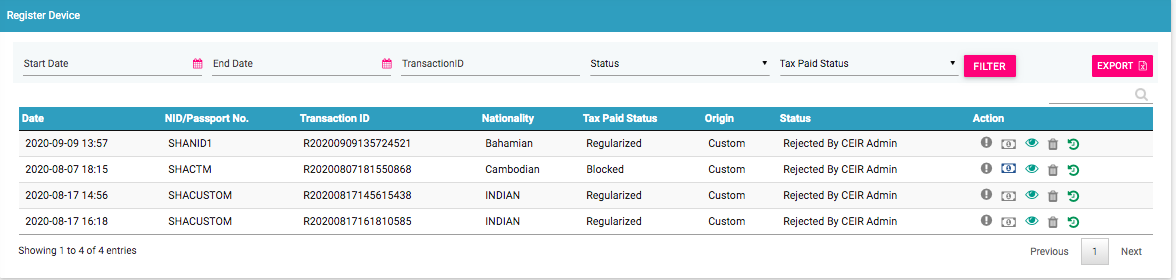 Register Device
Start Date End Date TransactionID Status Tax Paid Status FILTER EXPORT
Date NID/Passport No. Transaction ID Nationality Tax Paid Status Origin Status Action
2020-09-09 13:57 SHANID1 R20200909135724521 Bahamian Regularized Custom Rejected By CEIR Admin
2020-08-07 18:15 SHACTM R20200807181550868 Cambodian Blocked Custom Rejected By CEIR Admin
2020-08-17 14:56 SHACUSTOM R20200817145615438 INDIAN Regularized Custom Rejected By CEIR Admin
2020-08-17 16:18 SHACUSTOM R20200817161810585 INDIAN Regularized Custom Rejected By CEIR Admin
Showing 1 to 4 of 4 entries Previous 1 Next